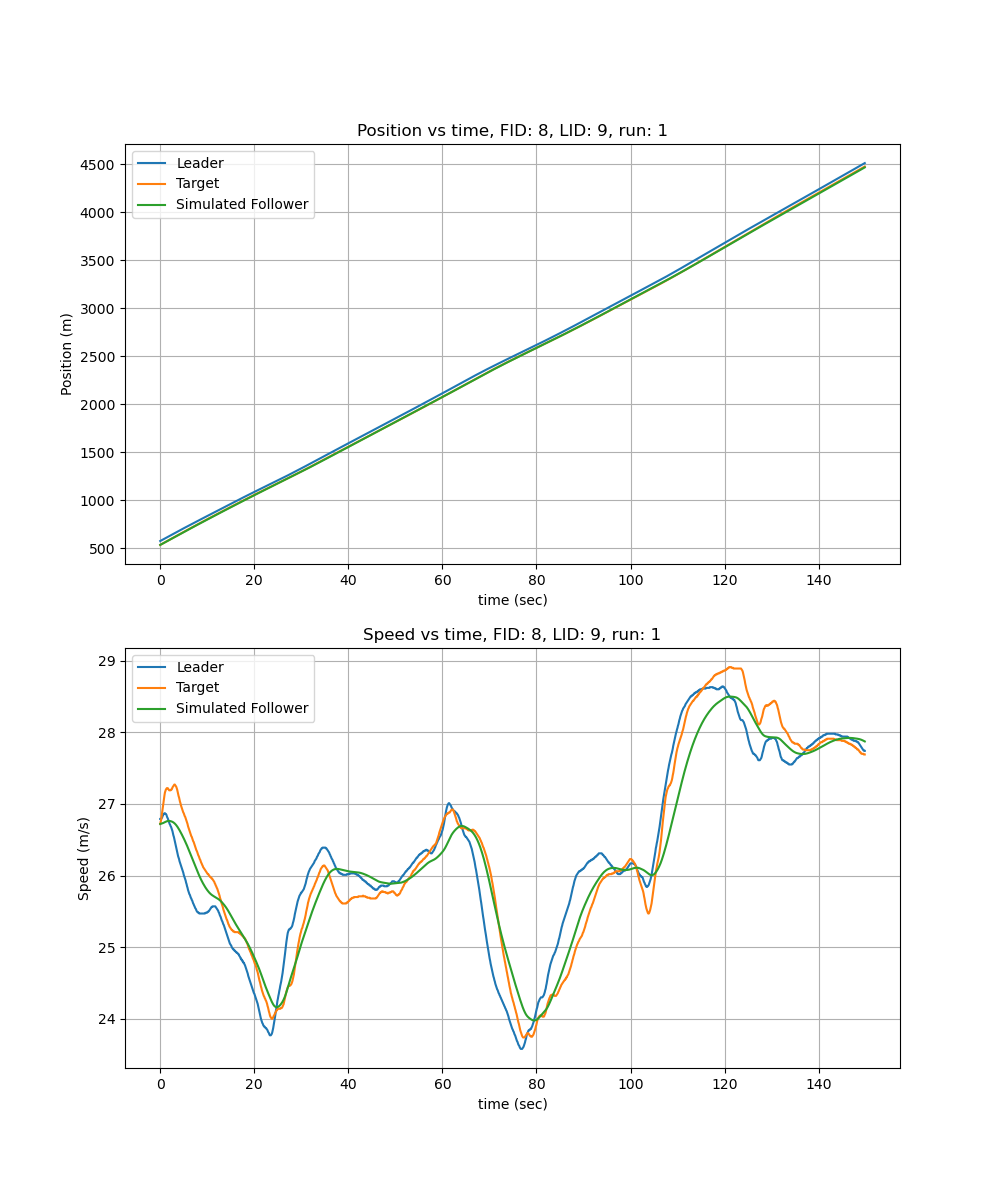 Position vs time, FID: 8, LID: 9, run: 1
Leader
Target
Simulated Follower
4500
4000
3500
3000
2500
2000
1500
1000
500
Position (m)
0 20 40 60 80 100 120 140
time (sec)
Speed vs time, FID: 8, LID: 9, run: 1
Leader
Target
Simulated Follower
29
28
27
26
25
24
Speed (m/s)
0 20 40 60 80 100 120 140
time (sec)